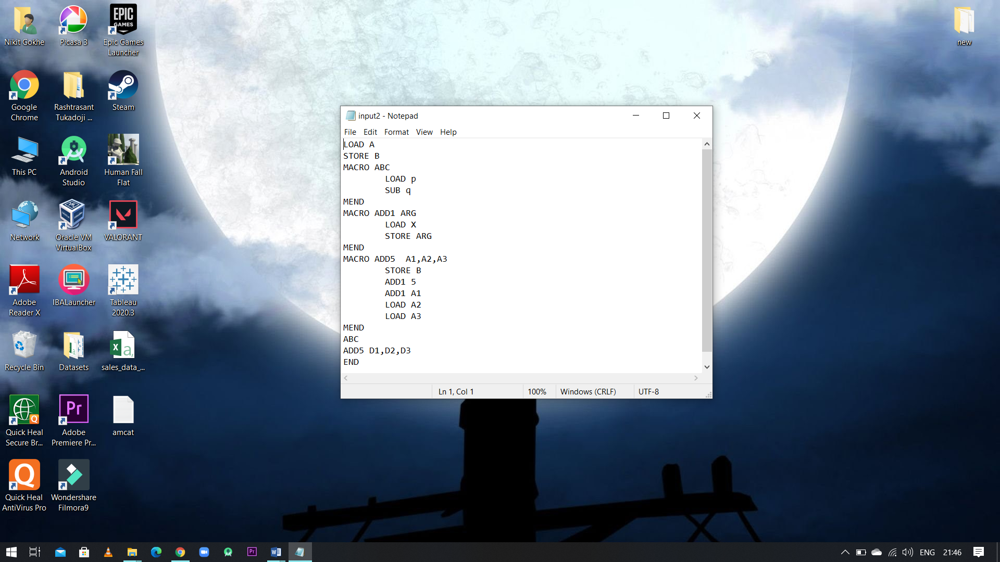 Nikit Gokhe
Picasa 3
EPIC
GAMES
Epic Games
Launcher
new
Google
Chrome
Rashtrasant
Tukadoji ...
Steam
This PC
Android
Studio
Human Fall
Flat
Network
Oracle VM
VirtualBox
VALORANT
Adobe
Reader X
IBALauncher
Tableau
2020.3
Recycle Bin
Datasets
sales_data_...
Quick Heal
Secure Br...
Pr
Adobe
Premiere Pr...
amcat
Quick Heal
AntiVirus Pro
Wondershare
Filmora9
input2 - Notepad
File Edit Format View Help
LOAD A
STORE B
MACRO ABC
LOAD p
SUB q
MEND
MACRO ADD1 ARG
LOAD X
STORE ARG
MEND
MACRO ADD5  A1,A2,A3
STORE B
ADD1 5
ADD1 A1
LOAD A2
LOAD A3
MEND
ABC
ADD5 D1,D2,D3
END
Ln 1, Col 1 100% Windows (CRLF) UTF-8
Pr
ENG 21:46